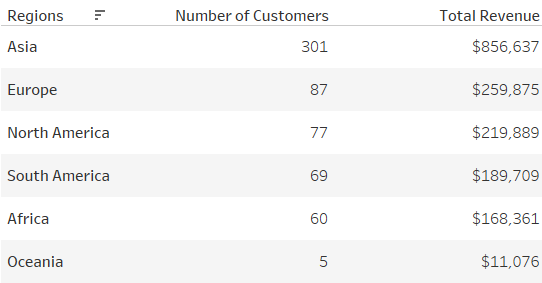 Regions Number of Customers Total Revenue
Asia 301 $856,637
Europe 87 $259,875
North America 77 $219,889
South America 69 $189,709
Africa 60 $168,361
Oceania 5 $11,076